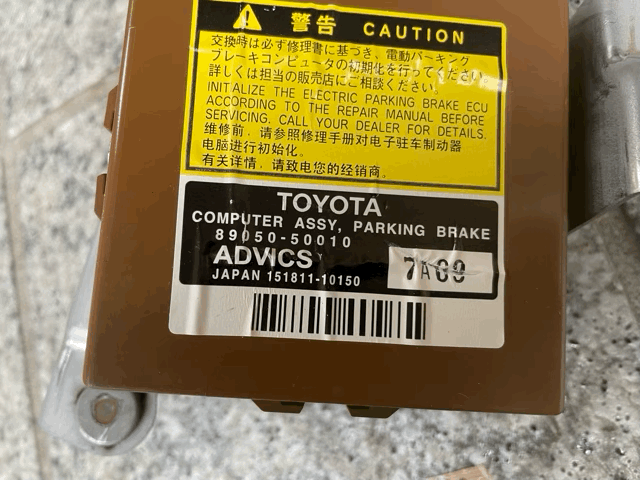 警告 CAUTION
交換時は必ず修理書に基づき、電動パーキング
ブレーキコンピュータの初期化を行ってください。
詳しくは担当の販売店にご相談ください。
INITIALIZE THE ELECTRIC PARKING BRAKE ECU
ACCORDING TO THE REPAIR MANUAL BEFORE
SERVICING. CALL YOUR DEALER FOR DETAILS.
维修前，请参照修理手册对电子驻车制动器
电脑进行初始化。
有关详情，请致电您的经销商。
TOYOTA
COMPUTER ASSY, PARKING BRAKE
89050-50010
ADVICS 7A09
JAPAN 151811-10150